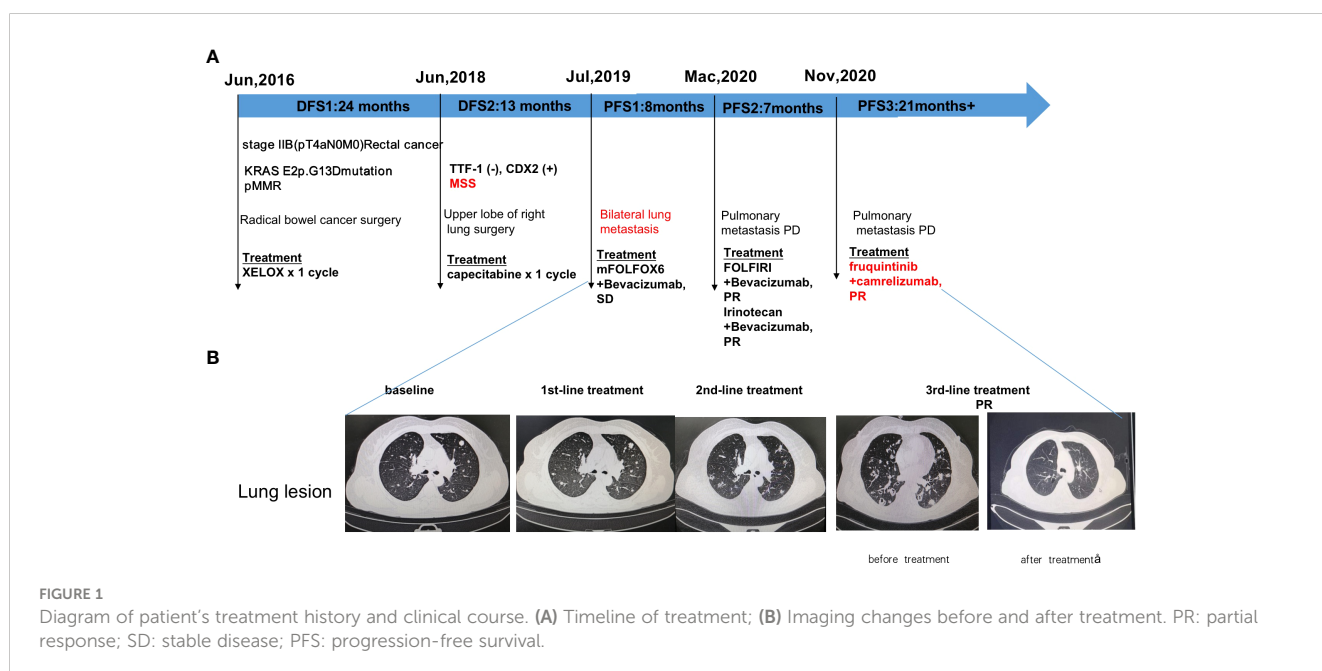 A
Jun,2016 Jun,2018 Jul,2019 Mac,2020 Nov,2020
DFS1:24 months DFS2:13 months PFS1:8months PFS2:7months PFS3:21months+
stage IIB(pT4aN0M0)Rectal cancer
KRAS E2p.G13Dmutation
pMMR
Radical bowel cancer surgery
Treatment
XELOX x 1 cycle
TTF-1 (-), CDX2 (+)
MSS
Upper lobe of right
lung surgery
Treatment
capecitabine x 1 cycle
Bilateral lung
metastasis
Treatment
mFOLFOX6
+Bevacizumab,
SD
Pulmonary
metastasis PD
Treatment
FOLFIRI
+Bevacizumab,
PR
Irinotecan
+Bevacizumab,
PR
Pulmonary
metastasis PD
Treatment
fruquintinib
+camrelizumab,
PR
B
baseline 1st-line treatment 2nd-line treatment 3rd-line treatment
PR
Lung lesion
before treatment after treatmentå
FIGURE 1
Diagram of patient's treatment history and clinical course. (A) Timeline of treatment; (B) Imaging changes before and after treatment. PR: partial
response; SD: stable disease; PFS: progression-free survival.